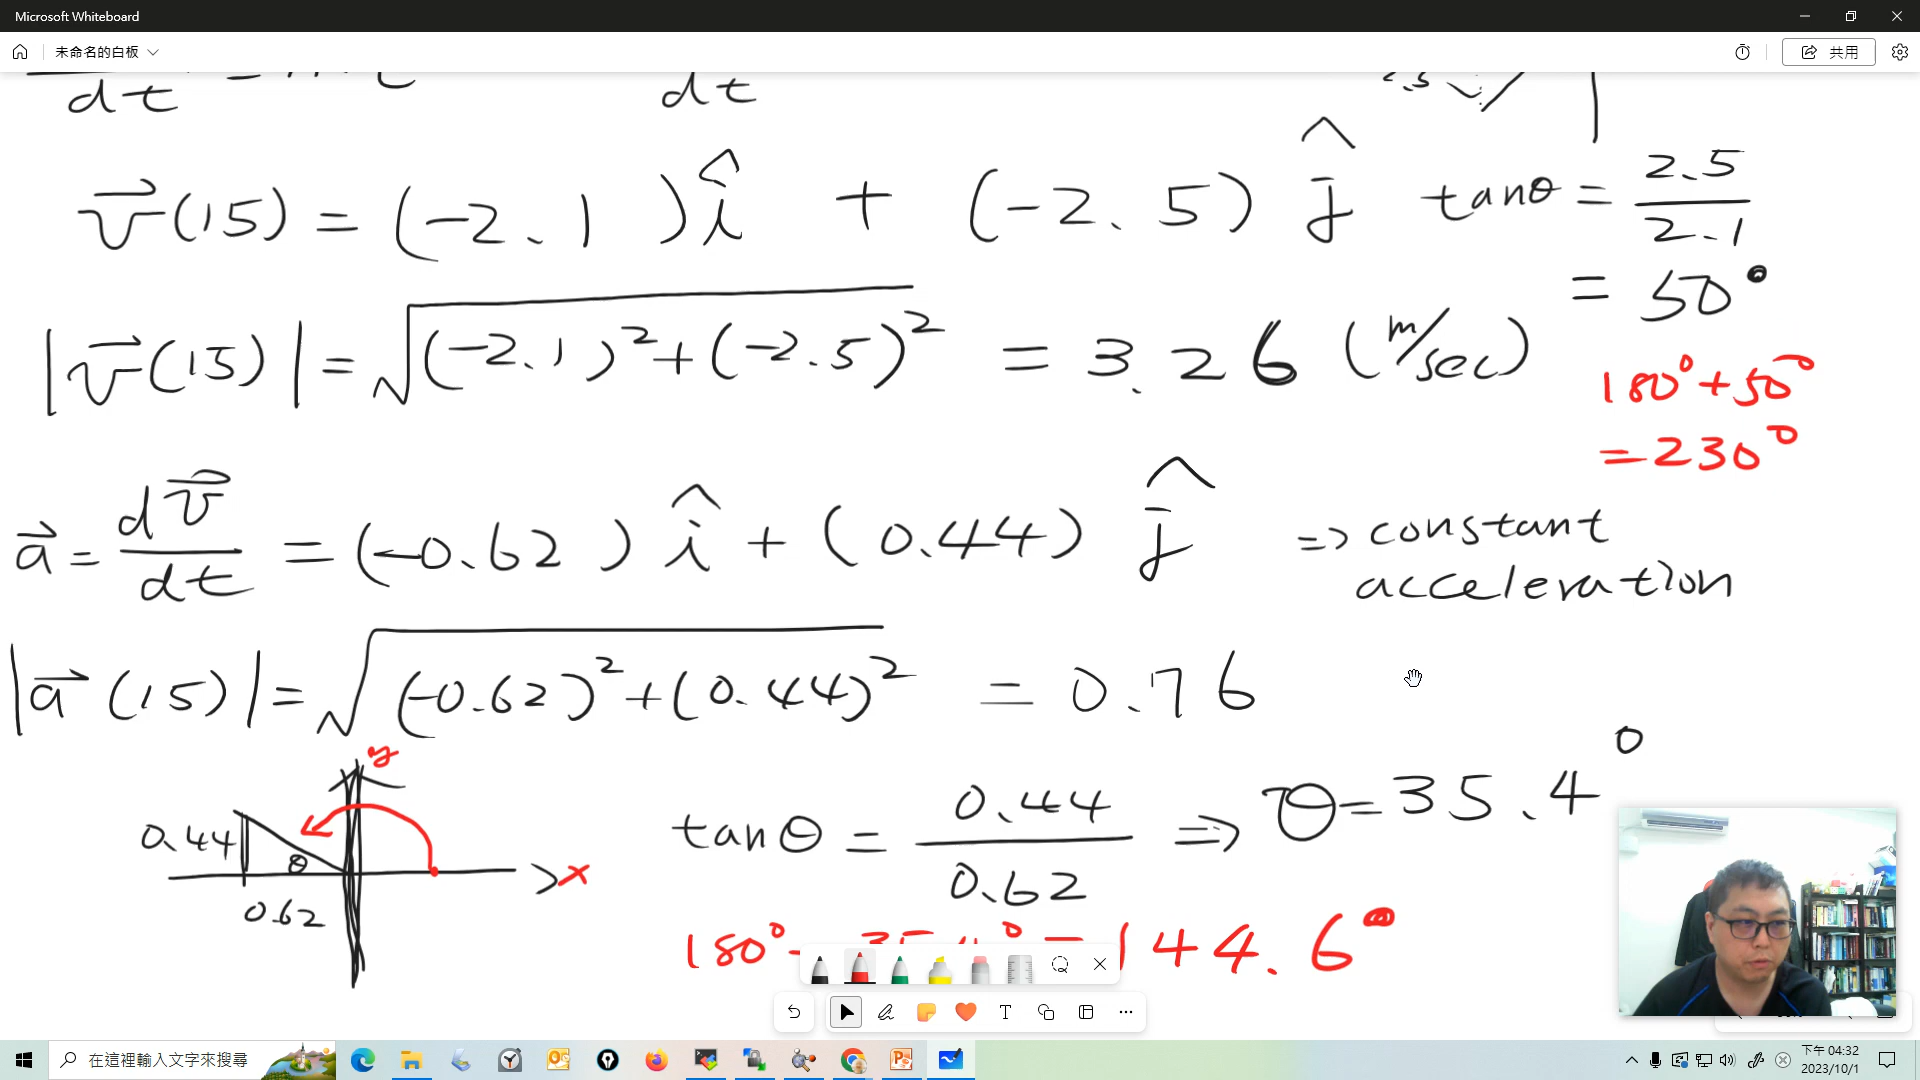 Microsoft Whiteboard
未命名的白板
共用
dt
dt
v⃗(15) = (-2.1)î + (-2.5)ĵ
tanθ = 2.5/2.1
= 50°
|v⃗(15)| = √((-2.1)²+(-2.5)²) = 3.26 (m/sec)
180°+50°
=230°
a⃗ = dv⃗/dt = (-0.62)î + (0.44)ĵ
=> constant
acceleration
|a⃗(15)| = √((-0.62)²+(0.44)²) = 0.76
y
0.44
θ
x
0.62
tanθ = 0.44/0.62 => θ=35.4°
180°-35.4°=144.6°
在這裡輸入文字來搜尋
下午 04:32
2023/10/1